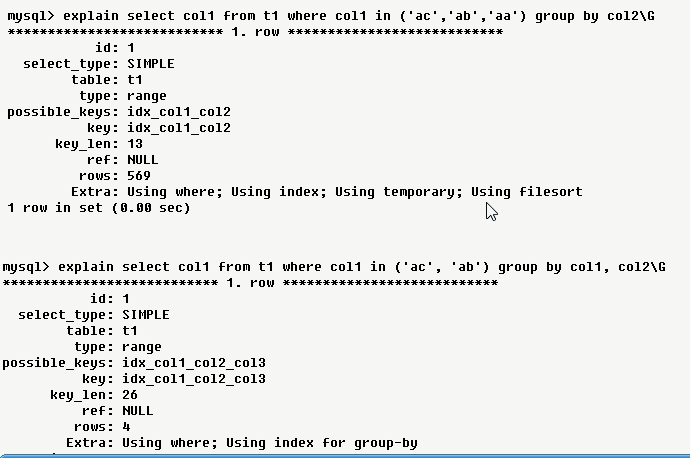 mysql> explain select col1 from t1 where col1 in ('ac','ab','aa') group by col2\G
*************************** 1. row ***************************
id: 1
select_type: SIMPLE
table: t1
type: range
possible_keys: idx_col1_col2
key: idx_col1_col2
key_len: 13
ref: NULL
rows: 569
Extra: Using where; Using index; Using temporary; Using filesort
1 row in set (0.00 sec)
mysql> explain select col1 from t1 where col1 in ('ac', 'ab') group by col1, col2\G
*************************** 1. row ***************************
id: 1
select_type: SIMPLE
table: t1
type: range
possible_keys: idx_col1_col2_col3
key: idx_col1_col2_col3
key_len: 26
ref: NULL
rows: 4
Extra: Using where; Using index for group-by